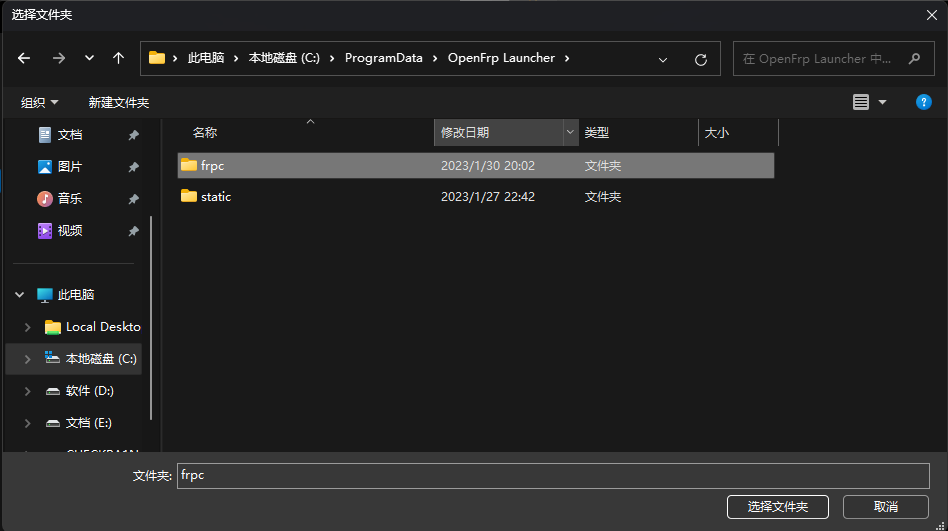 选择文件夹
此电脑 本地磁盘 (C:) ProgramData OpenFrp Launcher
在 OpenFrp Launcher 中...
组织 新建文件夹
名称 修改日期 类型 大小
frpc 2023/1/30 20:02 文件夹
static 2023/1/27 22:42 文件夹
文档
图片
音乐
视频
此电脑
Local Deskto
本地磁盘 (C:)
软件 (D:)
文档 (E:)
文件夹: frpc
选择文件夹 取消